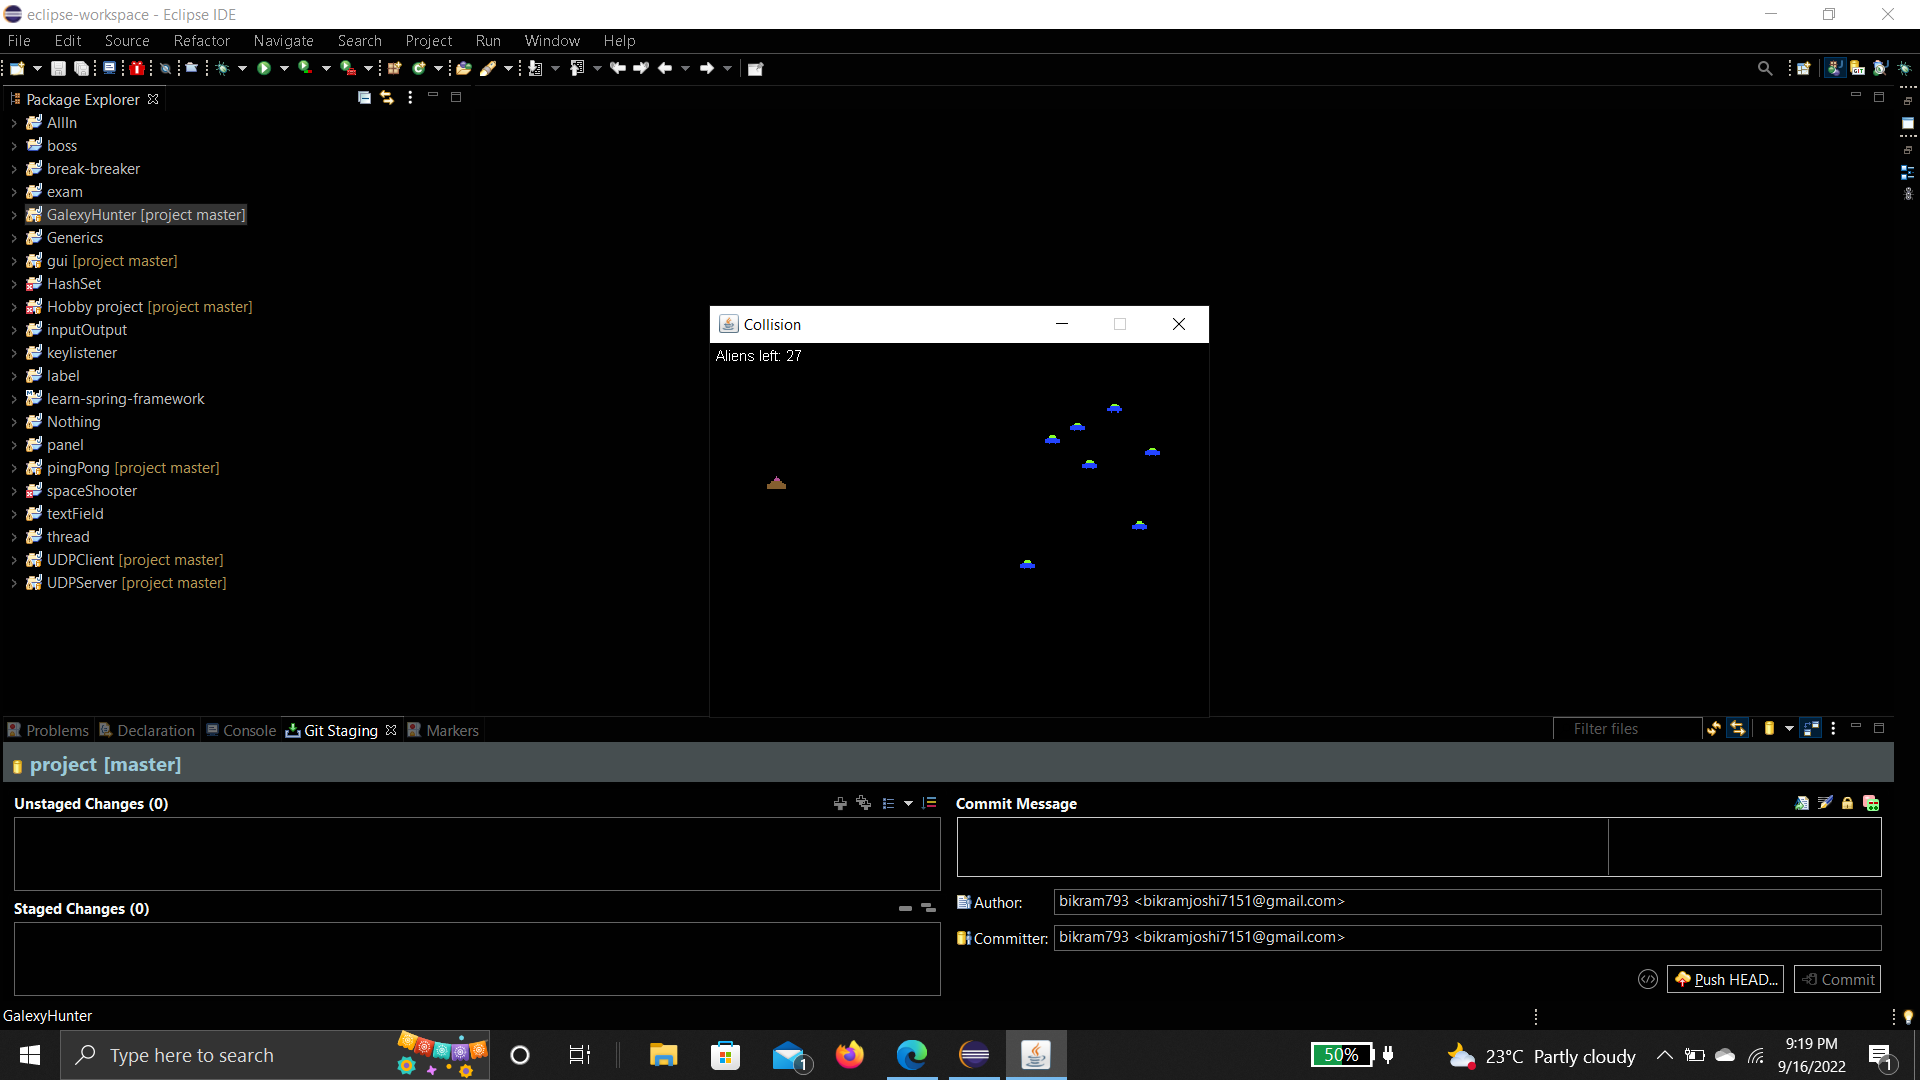 eclipse-workspace - Eclipse IDE
File Edit Source Refactor Navigate Search Project Run Window Help
Package Explorer
AllIn
boss
break-breaker
exam
GalexyHunter [project master]
Generics
gui [project master]
HashSet
Hobby project [project master]
inputOutput
keylistener
label
learn-spring-framework
Nothing
panel
pingPong [project master]
spaceShooter
textField
thread
UDPClient [project master]
UDPServer [project master]
Collision
Aliens left: 27
Problems Declaration Console Git Staging Markers
Filter files
project [master]
Unstaged Changes (0)
Staged Changes (0)
Commit Message
Author: bikram793 <bikramjoshi7151@gmail.com>
Committer: bikram793 <bikramjoshi7151@gmail.com>
Push HEAD... Commit
GalexyHunter
Type here to search
1
50%
23°C Partly cloudy
9:19 PM
9/16/2022
1